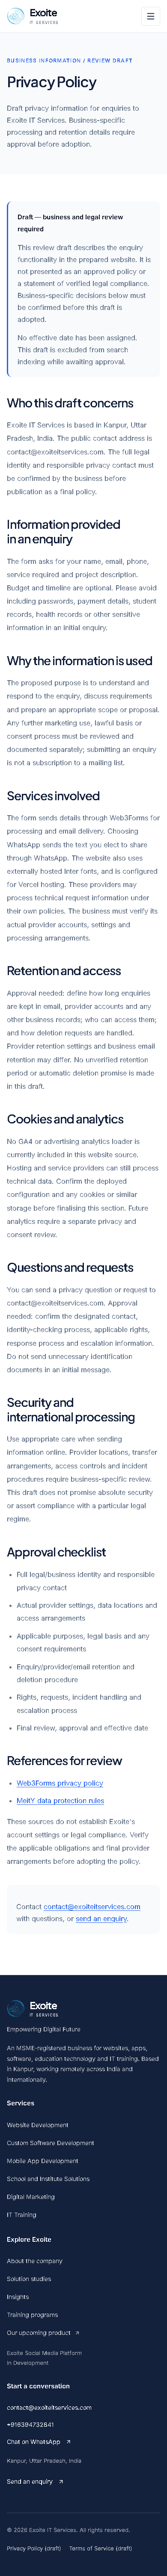 Exoite
IT SERVICES
BUSINESS INFORMATION / REVIEW DRAFT
Privacy Policy
Draft privacy information for enquiries to
Exoite IT Services. Business-specific
processing and retention details require
approval before adoption.
Draft — business and legal review
required
This review draft describes the enquiry
functionality in the prepared website. It is
not presented as an approved policy or
a statement of verified legal compliance.
Business-specific decisions below must
be confirmed before this draft is
adopted.
No effective date has been assigned.
This draft is excluded from search
indexing while awaiting approval.
Who this draft concerns
Exoite IT Services is based in Kanpur, Uttar
Pradesh, India. The public contact address is
contact@exoiteitservices.com. The full legal
identity and responsible privacy contact must
be confirmed by the business before
publication as a final policy.
Information provided
in an enquiry
The form asks for your name, email, phone,
service required and project description.
Budget and timeline are optional. Please avoid
including passwords, payment details, student
records, health records or other sensitive
information in an initial enquiry.
Why the information is used
The proposed purpose is to understand and
respond to the enquiry, discuss requirements
and prepare an appropriate scope or proposal.
Any further marketing use, lawful basis or
consent process must be reviewed and
documented separately; submitting an enquiry
is not a subscription to a mailing list.
Services involved
The form sends details through Web3Forms for
processing and email delivery. Choosing
WhatsApp sends the text you elect to share
through WhatsApp. The website also uses
externally hosted Inter fonts, and is configured
for Vercel hosting. These providers may
process technical request information under
their own policies. The business must verify its
actual provider accounts, settings and
processing arrangements.
Retention and access
Approval needed: define how long enquiries
are kept in email, provider accounts and any
other business records; who can access them;
and how deletion requests are handled.
Provider retention settings and business email
retention may differ. No unverified retention
period or automatic deletion promise is made
in this draft.
Cookies and analytics
No GA4 or advertising analytics loader is
currently included in this website source.
Hosting and service providers can still process
technical data. Confirm the deployed
configuration and any cookies or similar
storage before finalising this section. Future
analytics require a separate privacy and
consent review.
Questions and requests
You can send a privacy question or request to
contact@exoiteitservices.com. Approval
needed: confirm the designated contact,
identity-checking process, applicable rights,
response process and escalation information.
Do not send unnecessary identification
documents in an initial message.
Security and
international processing
Use appropriate care when sending
information online. Provider locations, transfer
arrangements, access controls and incident
procedures require business-specific review.
This draft does not promise absolute security
or assert compliance with a particular legal
regime.
Approval checklist
• Full legal/business identity and responsible
privacy contact
• Actual provider settings, data locations and
access arrangements
• Applicable purposes, legal basis and any
consent requirements
• Enquiry/provider/email retention and
deletion procedure
• Rights, requests, incident handling and
escalation process
• Final review, approval and effective date
References for review
• Web3Forms privacy policy
• MeitY data protection rules
These sources do not establish Exoite's
account settings or legal compliance. Verify
the applicable obligations and final provider
arrangements before adopting the policy.
Contact contact@exoiteitservices.com
with questions, or send an enquiry.
Exoite
IT SERVICES
Empowering Digital Future
An MSME-registered business for websites, apps,
software, education technology and IT training. Based
in Kanpur, working remotely across India and
internationally.
Services
Website Development
Custom Software Development
Mobile App Development
School and Institute Solutions
Digital Marketing
IT Training
Explore Exoite
About the company
Solution studies
Insights
Training programs
Our upcoming product ↗
Exoite Social Media Platform
In Development
Start a conversation
contact@exoiteitservices.com
+916394732841
Chat on WhatsApp ↗
Kanpur, Uttar Pradesh, India
Send an enquiry ↗
© 2026 Exoite IT Services. All rights reserved.
Privacy Policy (draft) Terms of Service (draft)